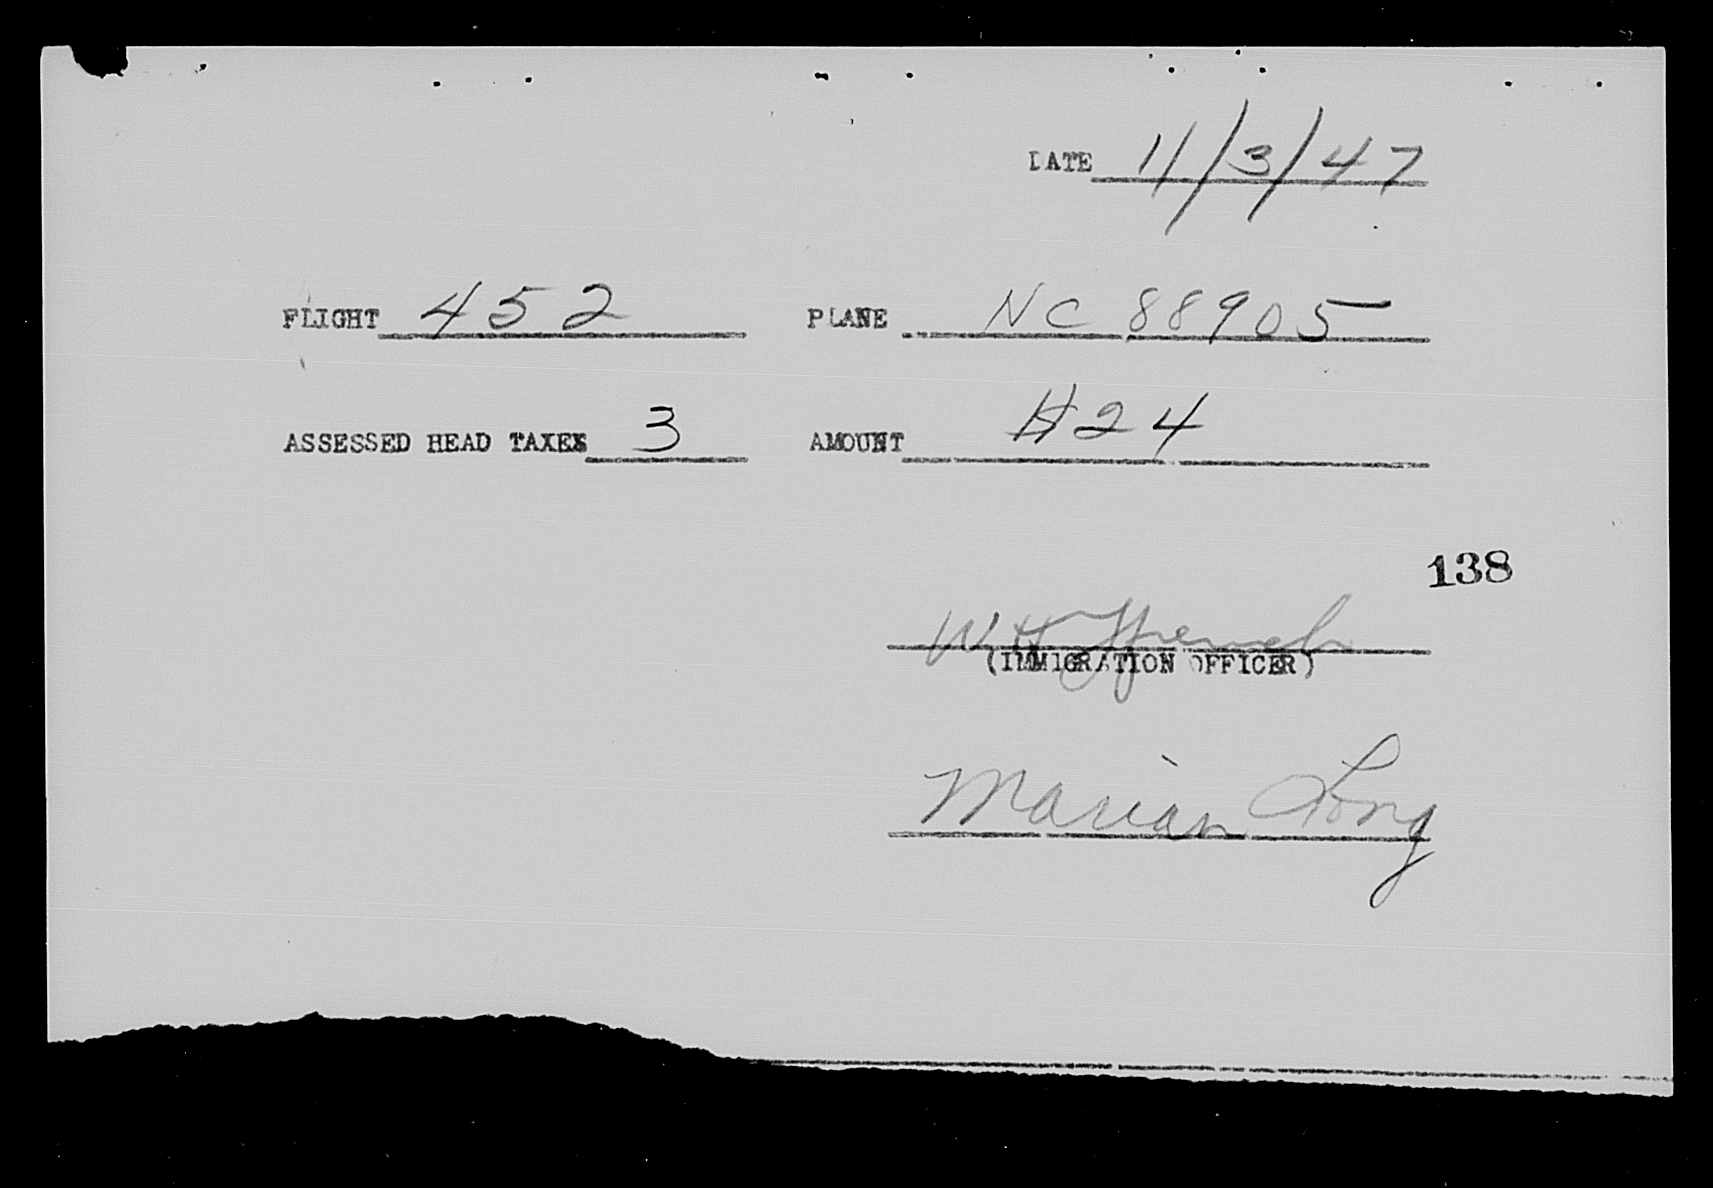 DATE 11/3/47
FLIGHT 452 PLANE NC 88905
ASSESSED HEAD TAXES 3 AMOUNT $24
138
W H French
(IMMIGRATION OFFICER)
Marian Long